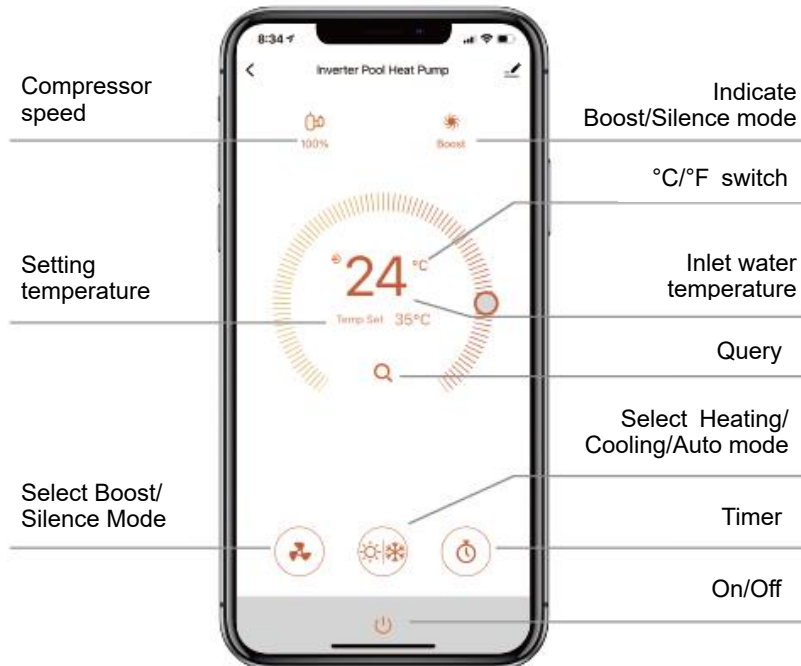 8:34
Inverter Pool Heat Pump
Compressor
speed
Indicate
Boost/Silence mode
100%
Boost
°C/°F switch
24 °C
Setting
temperature
Inlet water
temperature
Temp Set 35°C
Query
Select Heating/
Cooling/Auto mode
Select Boost/
Silence Mode
Timer
On/Off